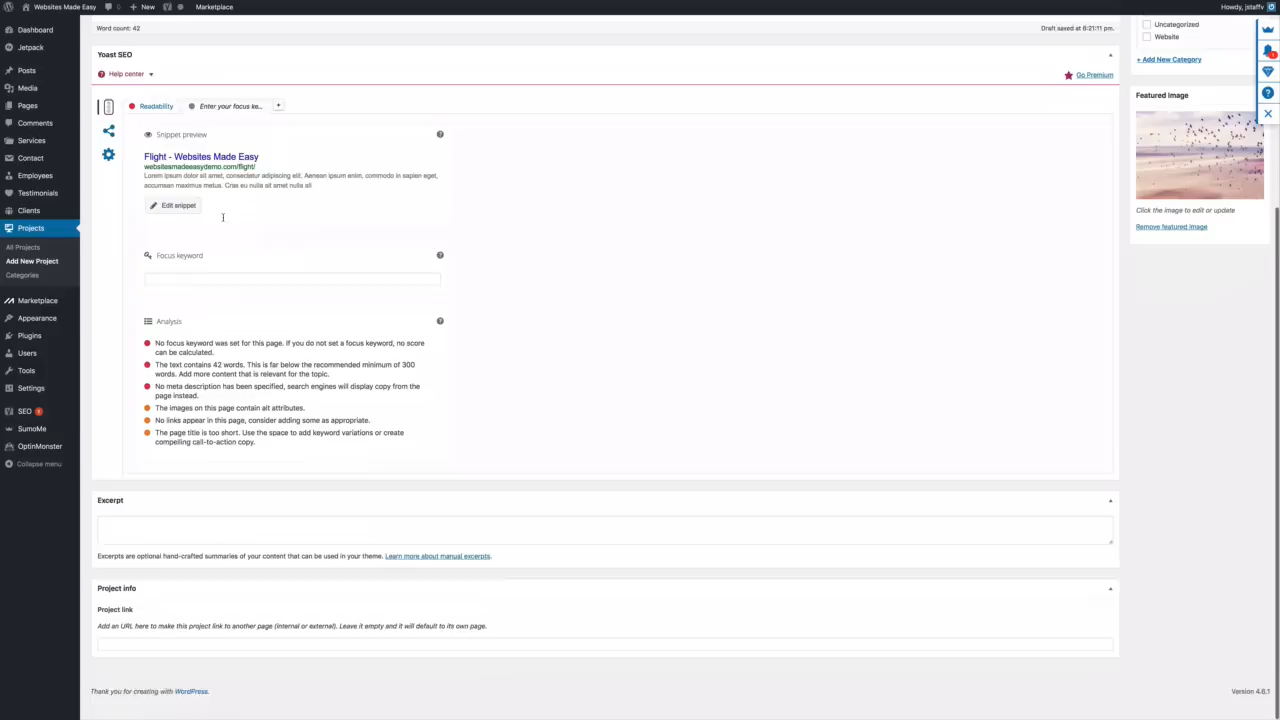 Websites Made Easy
0
New
Marketplace
Howdy, jstaffv
Dashboard
Jetpack
Posts
Media
Pages
Comments
Services
Contact
Employees
Testimonials
Clients
Projects
All Projects
Add New Project
Categories
Marketplace
Appearance
Plugins
Users
Tools
Settings
SEO 1
SumoMe
OptinMonster
Collapse menu
Word count: 42
Draft saved at 6:21:11 pm.
Yoast SEO
Help center
Go Premium
Readability
Enter your focus ke...
+
Snippet preview
Flight - Websites Made Easy
websitesmadeeasydemo.com/flight/
Lorem ipsum dolor sit amet, consectetur adipiscing elit. Aenean ipsum enim, commodo in sapien eget,
accumsan maximus metus. Cras eu nulla sit amet nulla ali
Edit snippet
Focus keyword
Analysis
No focus keyword was set for this page. If you do not set a focus keyword, no score
can be calculated.
The text contains 42 words. This is far below the recommended minimum of 300
words. Add more content that is relevant for the topic.
No meta description has been specified, search engines will display copy from the
page instead.
The images on this page contain alt attributes.
No links appear in this page, consider adding some as appropriate.
The page title is too short. Use the space to add keyword variations or create
compelling call-to-action copy.
Excerpt
Excerpts are optional hand-crafted summaries of your content that can be used in your theme. Learn more about manual excerpts.
Project info
Project link
Add an URL here to make this project link to another page (internal or external). Leave it empty and it will default to its own page.
Thank you for creating with WordPress.
Version 4.6.1
Uncategorized
Website
+ Add New Category
Featured Image
Click the image to edit or update
Remove featured image